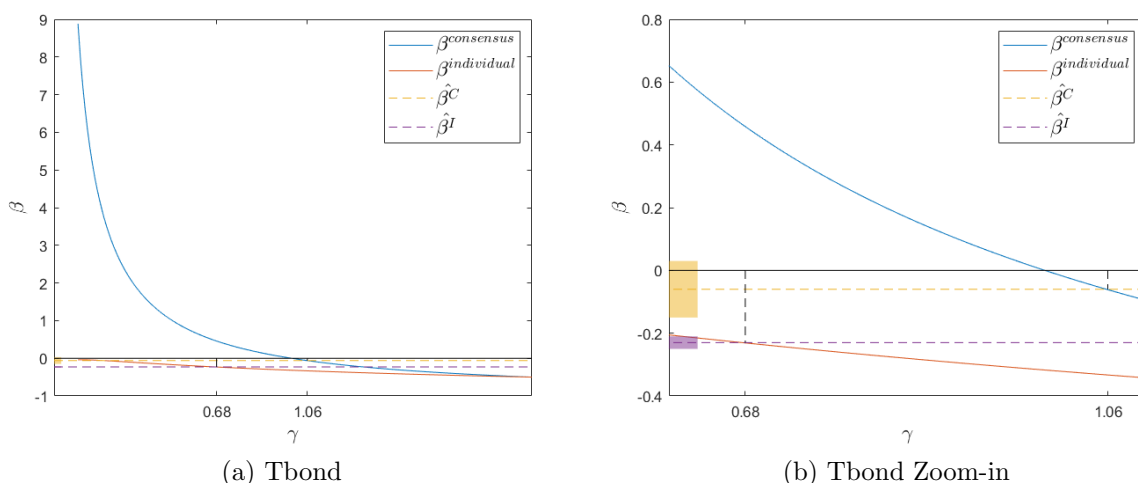 9
8
7
6
5
4
3
2
1
0
-1
β
0.68 1.06
γ
β^consensus
β^individual
β̂^C
β̂^I
(a) Tbond
0.8
0.6
0.4
0.2
0
-0.2
-0.4
β
0.68 1.06
γ
β^consensus
β^individual
β̂^C
β̂^I
(b) Tbond Zoom-in